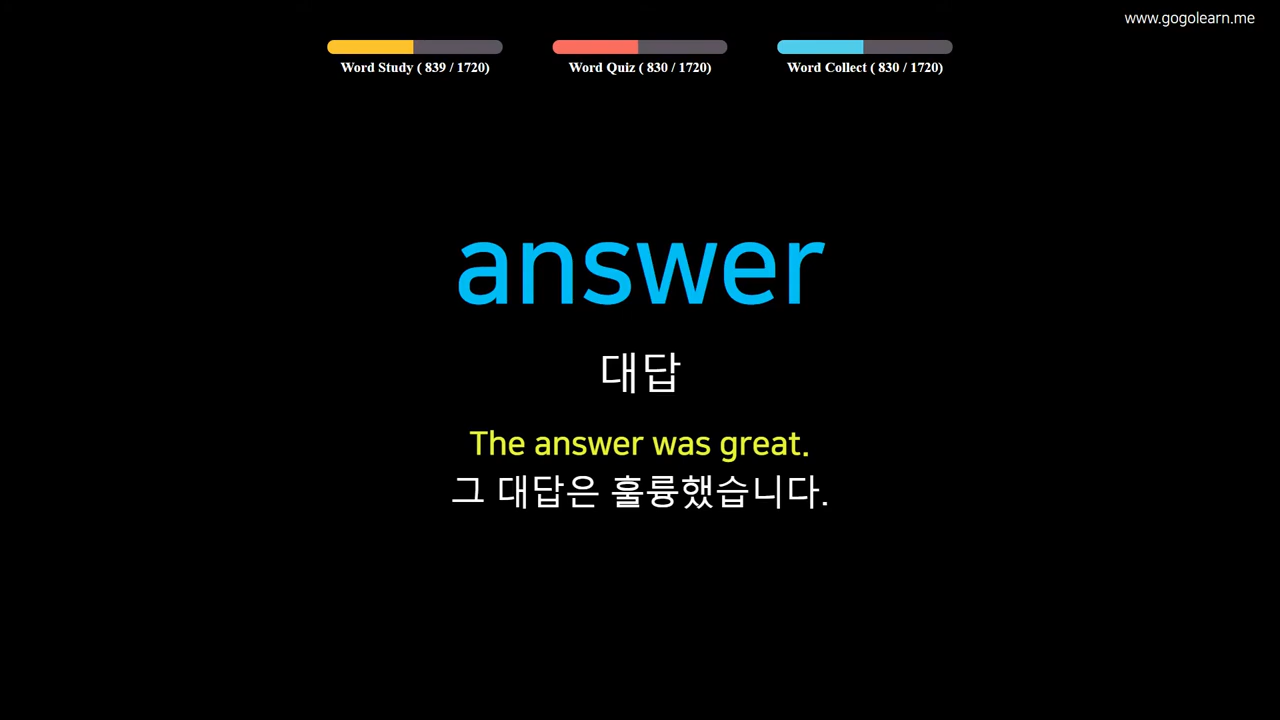 www.gogolearn.me
Word Study ( 839 / 1720)
Word Quiz ( 830 / 1720)
Word Collect ( 830 / 1720)
answer
대답
The answer was great.
그 대답은 훌륭했습니다.